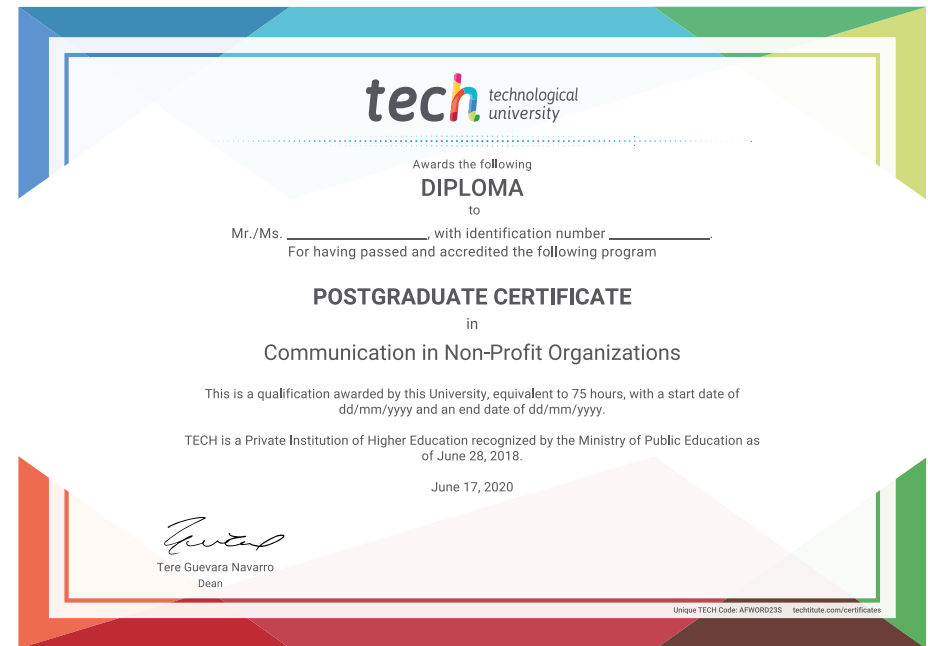 tech technological
university
Awards the following
DIPLOMA
to
Mr./Ms. ____________________, with identification number ______________.
For having passed and accredited the following program
POSTGRADUATE CERTIFICATE
in
Communication in Non-Profit Organizations
This is a qualification awarded by this University, equivalent to 75 hours, with a start date of
dd/mm/yyyy and an end date of dd/mm/yyyy.
TECH is a Private Institution of Higher Education recognized by the Ministry of Public Education as
of June 28, 2018.
June 17, 2020
Tere Guevara Navarro
Dean
Unique TECH Code: AFWORD23S techtitute.com/certificates